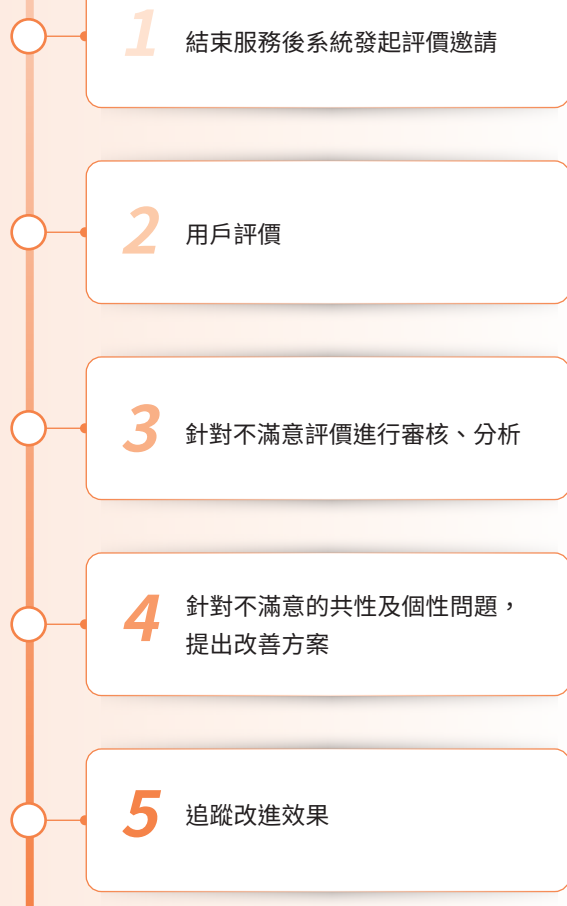 1
結束服務後系統發起評價邀請
2
用戶評價
3
針對不滿意評價進行審核、分析
4
針對不滿意的共性及個性問題，
提出改善方案
5
追蹤改進效果